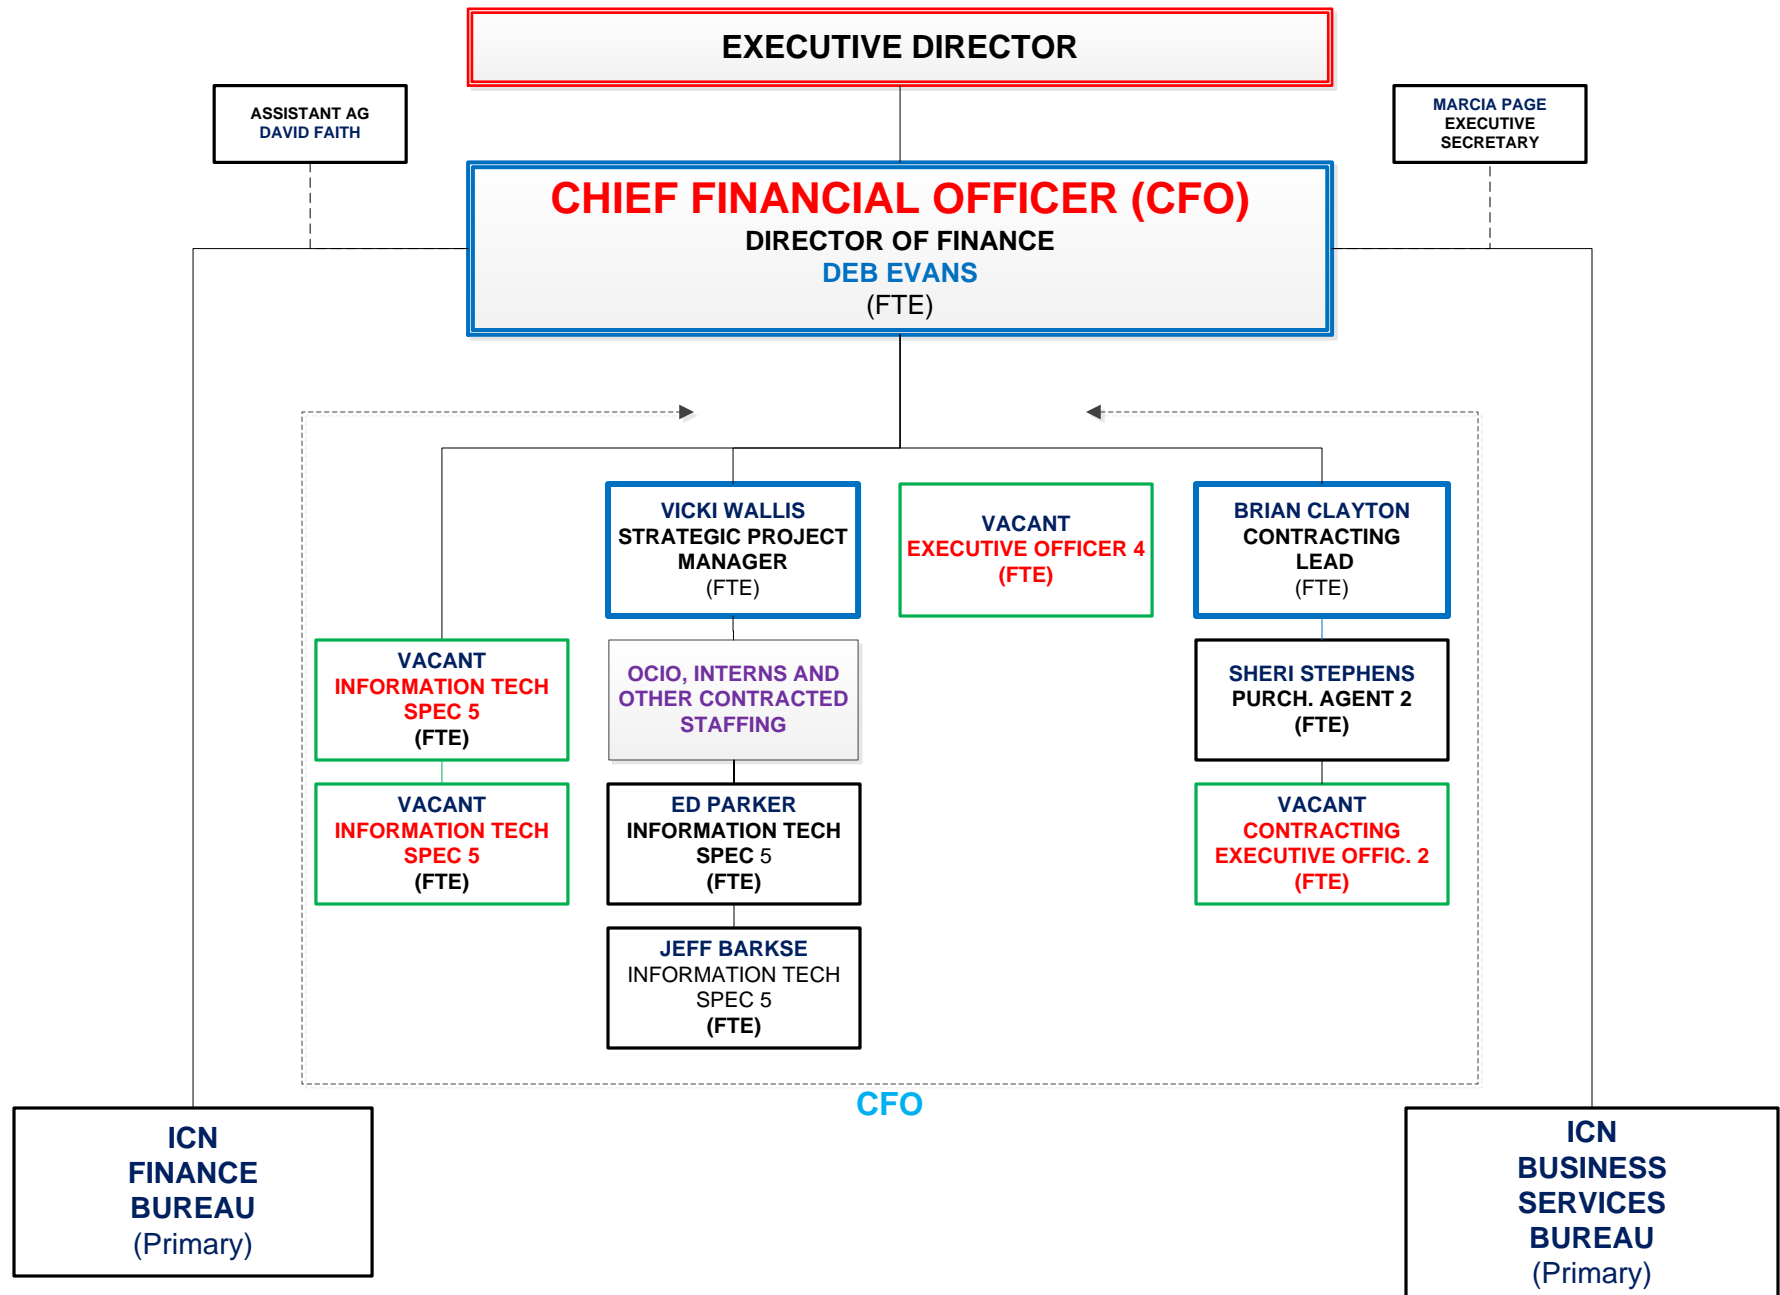 EXECUTIVE DIRECTOR
ASSISTANT AG
DAVID FAITH
MARCIA PAGE
EXECUTIVE
SECRETARY
CHIEF FINANCIAL OFFICER (CFO)
DIRECTOR OF FINANCE
DEB EVANS
(FTE)
VICKI WALLIS
STRATEGIC PROJECT
MANAGER
(FTE)
VACANT
EXECUTIVE OFFICER 4
(FTE)
BRIAN CLAYTON
CONTRACTING
LEAD
(FTE)
VACANT
INFORMATION TECH
SPEC 5
(FTE)
OCIO, INTERNS AND
OTHER CONTRACTED
STAFFING
SHERI STEPHENS
PURCH. AGENT 2
(FTE)
VACANT
INFORMATION TECH
SPEC 5
(FTE)
ED PARKER
INFORMATION TECH
SPEC 5
(FTE)
VACANT
CONTRACTING
EXECUTIVE OFFIC. 2
(FTE)
JEFF BARKSE
INFORMATION TECH
SPEC 5
(FTE)
CFO
ICN
FINANCE
BUREAU
(Primary)
ICN
BUSINESS
SERVICES
BUREAU
(Primary)